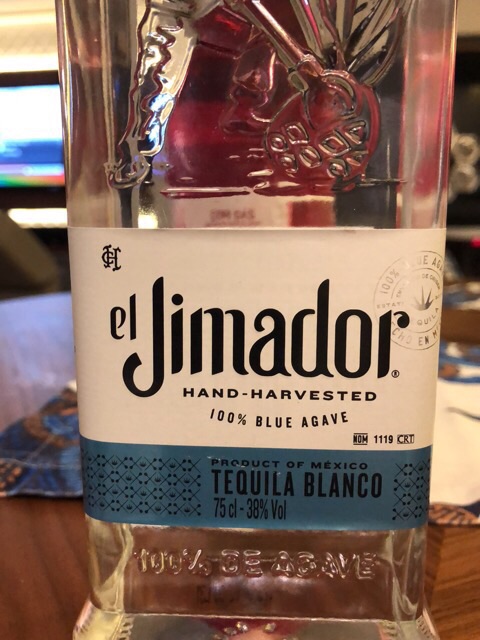 el Jimador®
HAND-HARVESTED
100% BLUE AGAVE
NOM 1119 CRT
PRODUCT OF MÉXICO
TEQUILA BLANCO
75 cl - 38% Vol
100% DE AGAVE